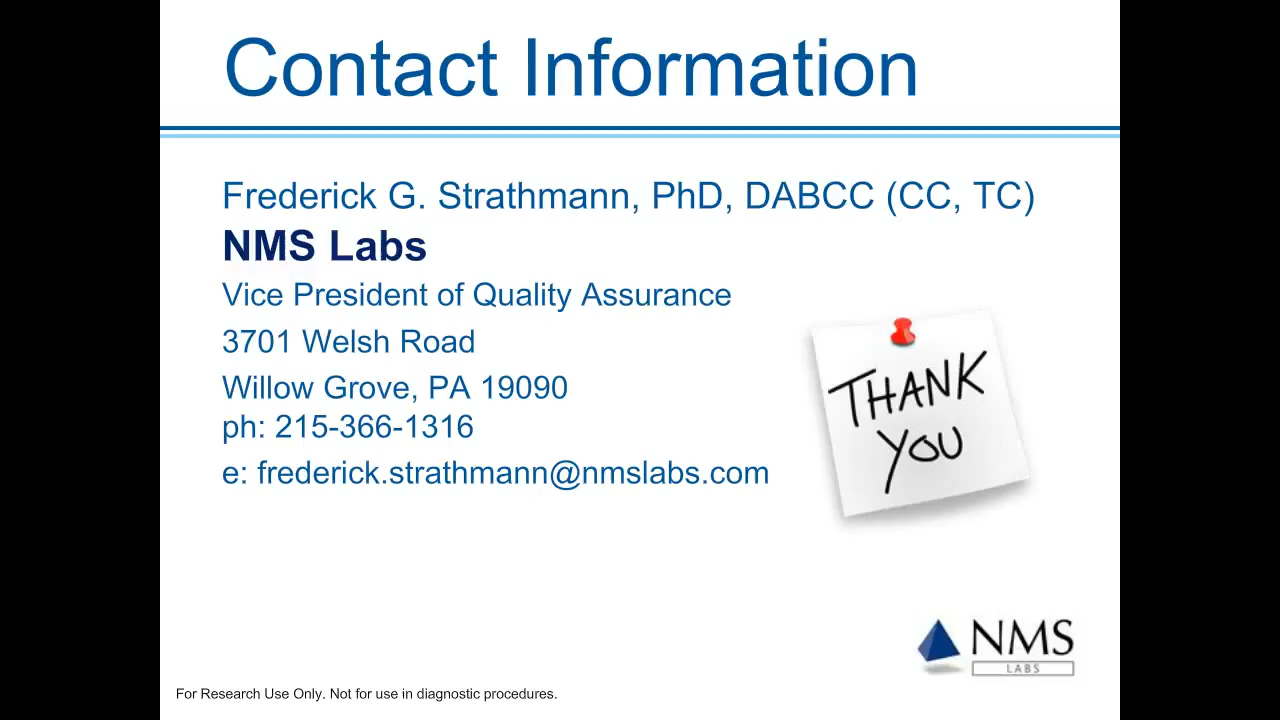 Contact Information
Frederick G. Strathmann, PhD, DABCC (CC, TC)
NMS Labs
Vice President of Quality Assurance
3701 Welsh Road
Willow Grove, PA 19090
ph: 215-366-1316
e: frederick.strathmann@nmslabs.com
THANK
YOU
NMS
LABS
For Research Use Only. Not for use in diagnostic procedures.